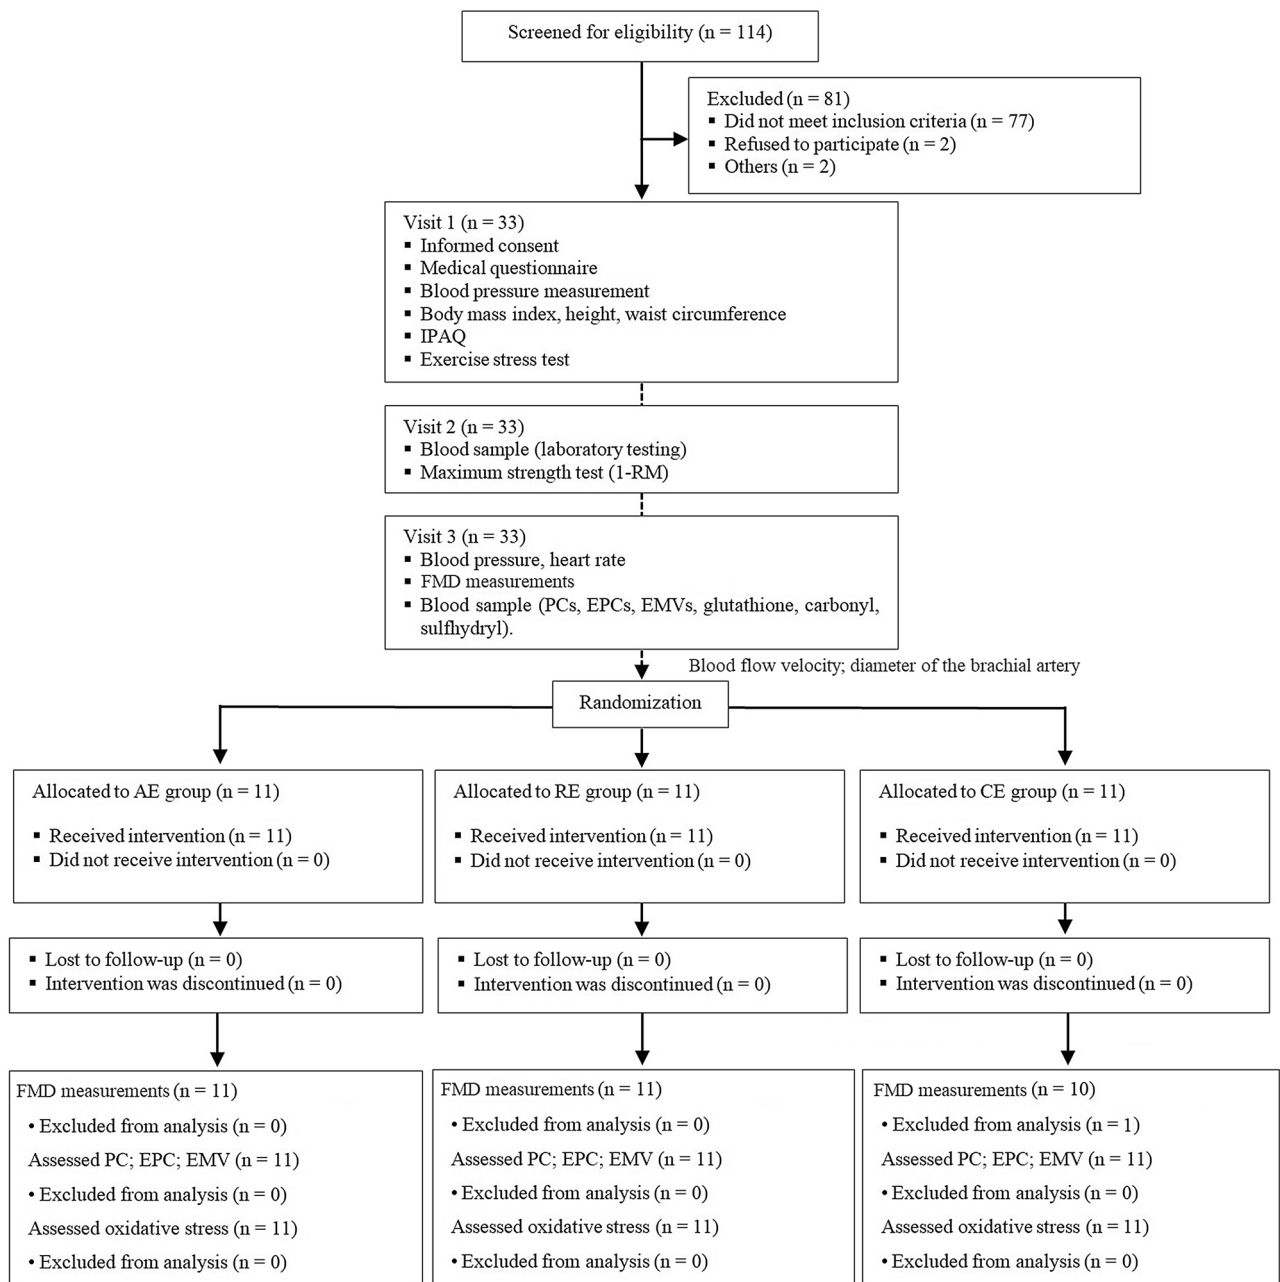 Screened for eligibility (n = 114)
Excluded (n = 81)
▪ Did not meet inclusion criteria (n = 77)
▪ Refused to participate (n = 2)
▪ Others (n = 2)
Visit 1 (n = 33)
▪ Informed consent
▪ Medical questionnaire
▪ Blood pressure measurement
▪ Body mass index, height, waist circumference
▪ IPAQ
▪ Exercise stress test
Visit 2 (n = 33)
▪ Blood sample (laboratory testing)
▪ Maximum strength test (1-RM)
Visit 3 (n = 33)
▪ Blood pressure, heart rate
▪ FMD measurements
▪ Blood sample (PCs, EPCs, EMVs, glutathione, carbonyl,
sulfhydryl).
Blood flow velocity; diameter of the brachial artery
Randomization
Allocated to AE group (n = 11)
▪ Received intervention (n = 11)
▪ Did not receive intervention (n = 0)
Allocated to RE group (n = 11)
▪ Received intervention (n = 11)
▪ Did not receive intervention (n = 0)
Allocated to CE group (n = 11)
▪ Received intervention (n = 11)
▪ Did not receive intervention (n = 0)
▪ Lost to follow-up (n = 0)
▪ Intervention was discontinued (n = 0)
▪ Lost to follow-up (n = 0)
▪ Intervention was discontinued (n = 0)
▪ Lost to follow-up (n = 0)
▪ Intervention was discontinued (n = 0)
FMD measurements (n = 11)
• Excluded from analysis (n = 0)
Assessed PC; EPC; EMV (n = 11)
• Excluded from analysis (n = 0)
Assessed oxidative stress (n = 11)
• Excluded from analysis (n = 0)
FMD measurements (n = 11)
• Excluded from analysis (n = 0)
Assessed PC; EPC; EMV (n = 11)
• Excluded from analysis (n = 0)
Assessed oxidative stress (n = 11)
• Excluded from analysis (n = 0)
FMD measurements (n = 10)
• Excluded from analysis (n = 1)
Assessed PC; EPC; EMV (n = 11)
• Excluded from analysis (n = 0)
Assessed oxidative stress (n = 11)
• Excluded from analysis (n = 0)